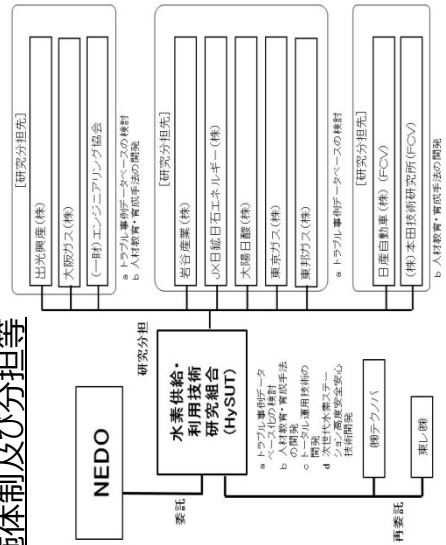 施体制及び分担等
NEDO
委託
水素供給・
利用技術
研究組合
(HySUT)
研究分担
a トラブル事例データ
ベース化の検討
b 人材教育・育成手法
の開発
c トータル運用技術の
開発
d 次世代水素ステー
ション高度安全安心
技術開発
再委託
㈱テクノバ
東レ㈱
[研究分担先]
出光興産(株)
大阪ガス(株)
(一財)エンジニアリング協会
a トラブル事例データベースの検討
b 人材教育・育成手法の開発
[研究分担先]
岩谷産業(株)
JX日鉱日石エネルギー(株)
大陽日酸(株)
東京ガス(株)
東邦ガス(株)
a トラブル事例データベースの検討
[研究分担先]
日産自動車(株) (FCV)
(株)本田技術研究所(FCV)
b 人材教育・育成手法の開発